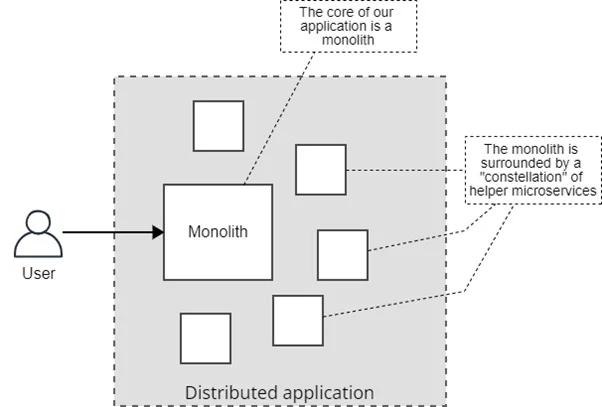 The core of our
application is a
monolith
The monolith is
surrounded by a
"constellation" of
helper microservices
Monolith
User
Distributed application